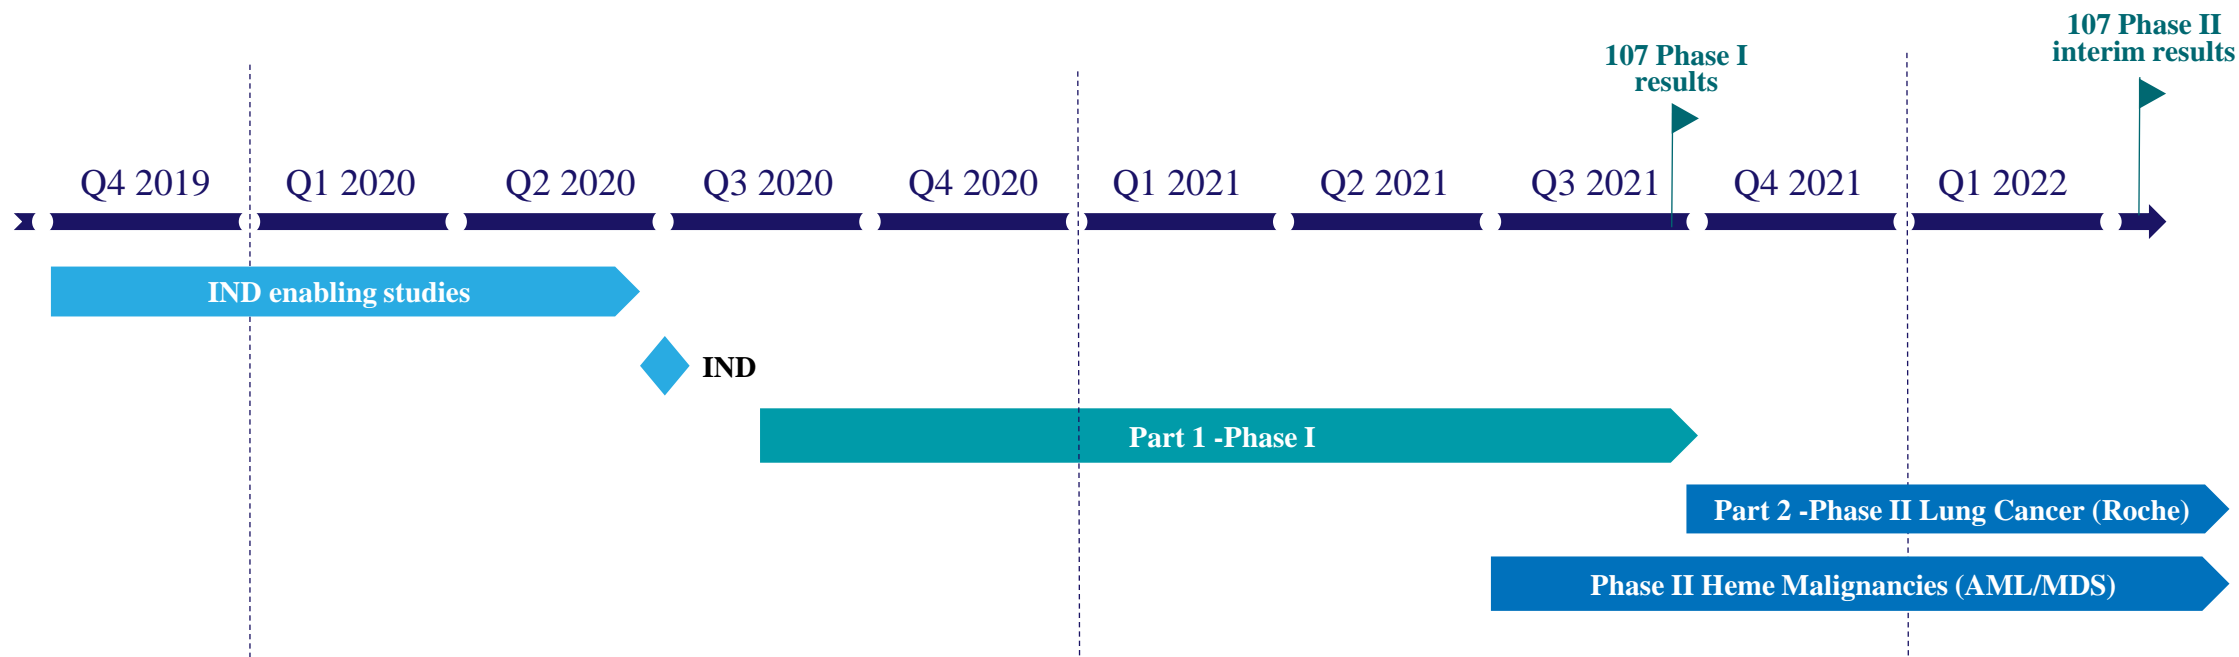 107 Phase II
interim results
107 Phase I
results
Q4 2019
Q1 2020
Q2 2020
Q3 2020
Q4 2020
Q1 2021
Q2 2021
Q3 2021
Q4 2021
Q1 2022
IND enabling studies
IND
Part 1 -Phase I
Part 2 -Phase II Lung Cancer (Roche)
Phase II Heme Malignancies (AML/MDS)